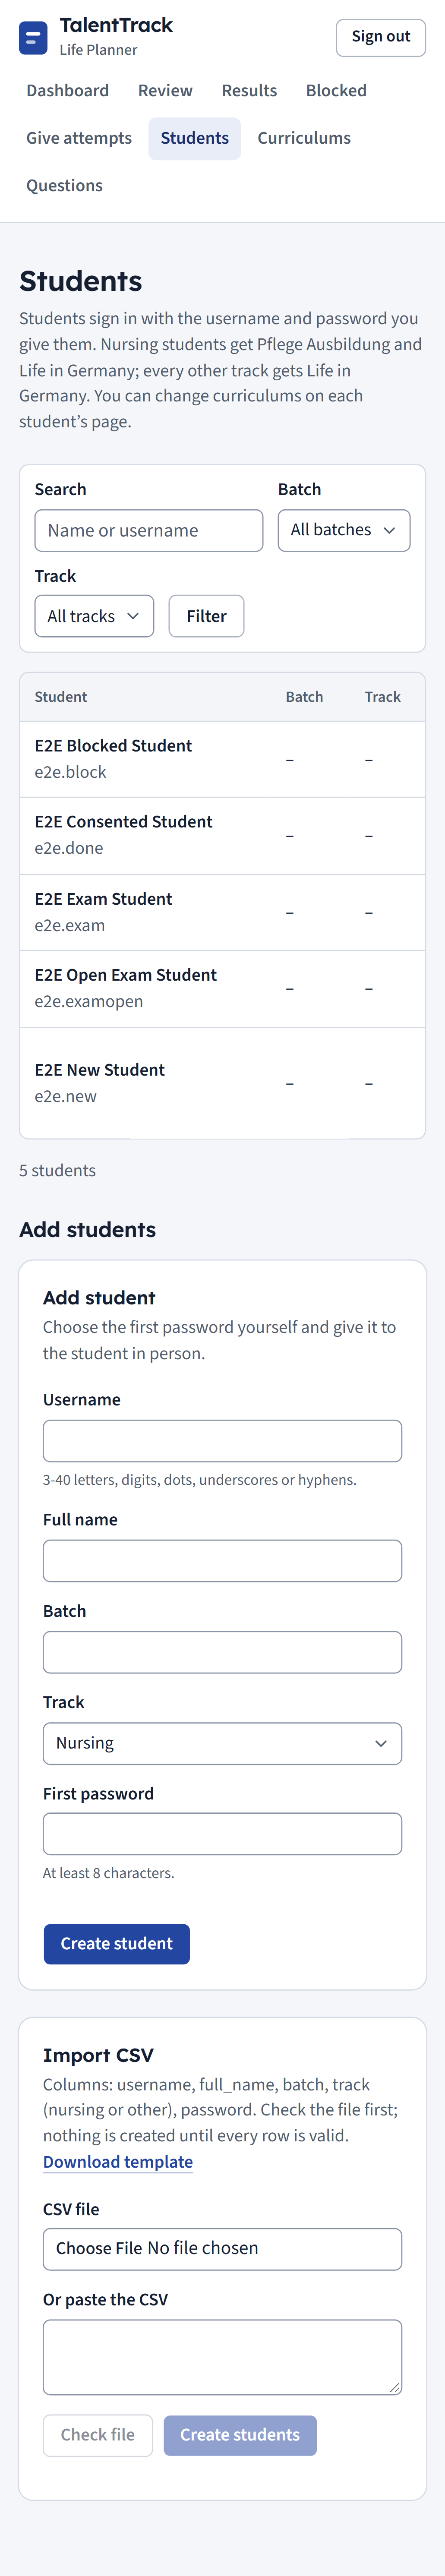 TalentTrack
Life Planner
Sign out
Dashboard Review Results Blocked
Give attempts Students Curriculums
Questions
Students
Students sign in with the username and password you
give them. Nursing students get Pflege Ausbildung and
Life in Germany; every other track gets Life in
Germany. You can change curriculums on each
student’s page.
Search Batch
Name or username All batches
Track
All tracks Filter
Student Batch Track
E2E Blocked Student
e2e.block – –
E2E Consented Student
e2e.done – –
E2E Exam Student
e2e.exam – –
E2E Open Exam Student
e2e.examopen – –
E2E New Student
e2e.new – –
5 students
Add students
Add student
Choose the first password yourself and give it to
the student in person.
Username
3-40 letters, digits, dots, underscores or hyphens.
Full name
Batch
Track
Nursing
First password
At least 8 characters.
Create student
Import CSV
Columns: username, full_name, batch, track
(nursing or other), password. Check the file first;
nothing is created until every row is valid.
Download template
CSV file
Choose File No file chosen
Or paste the CSV
Check file Create students